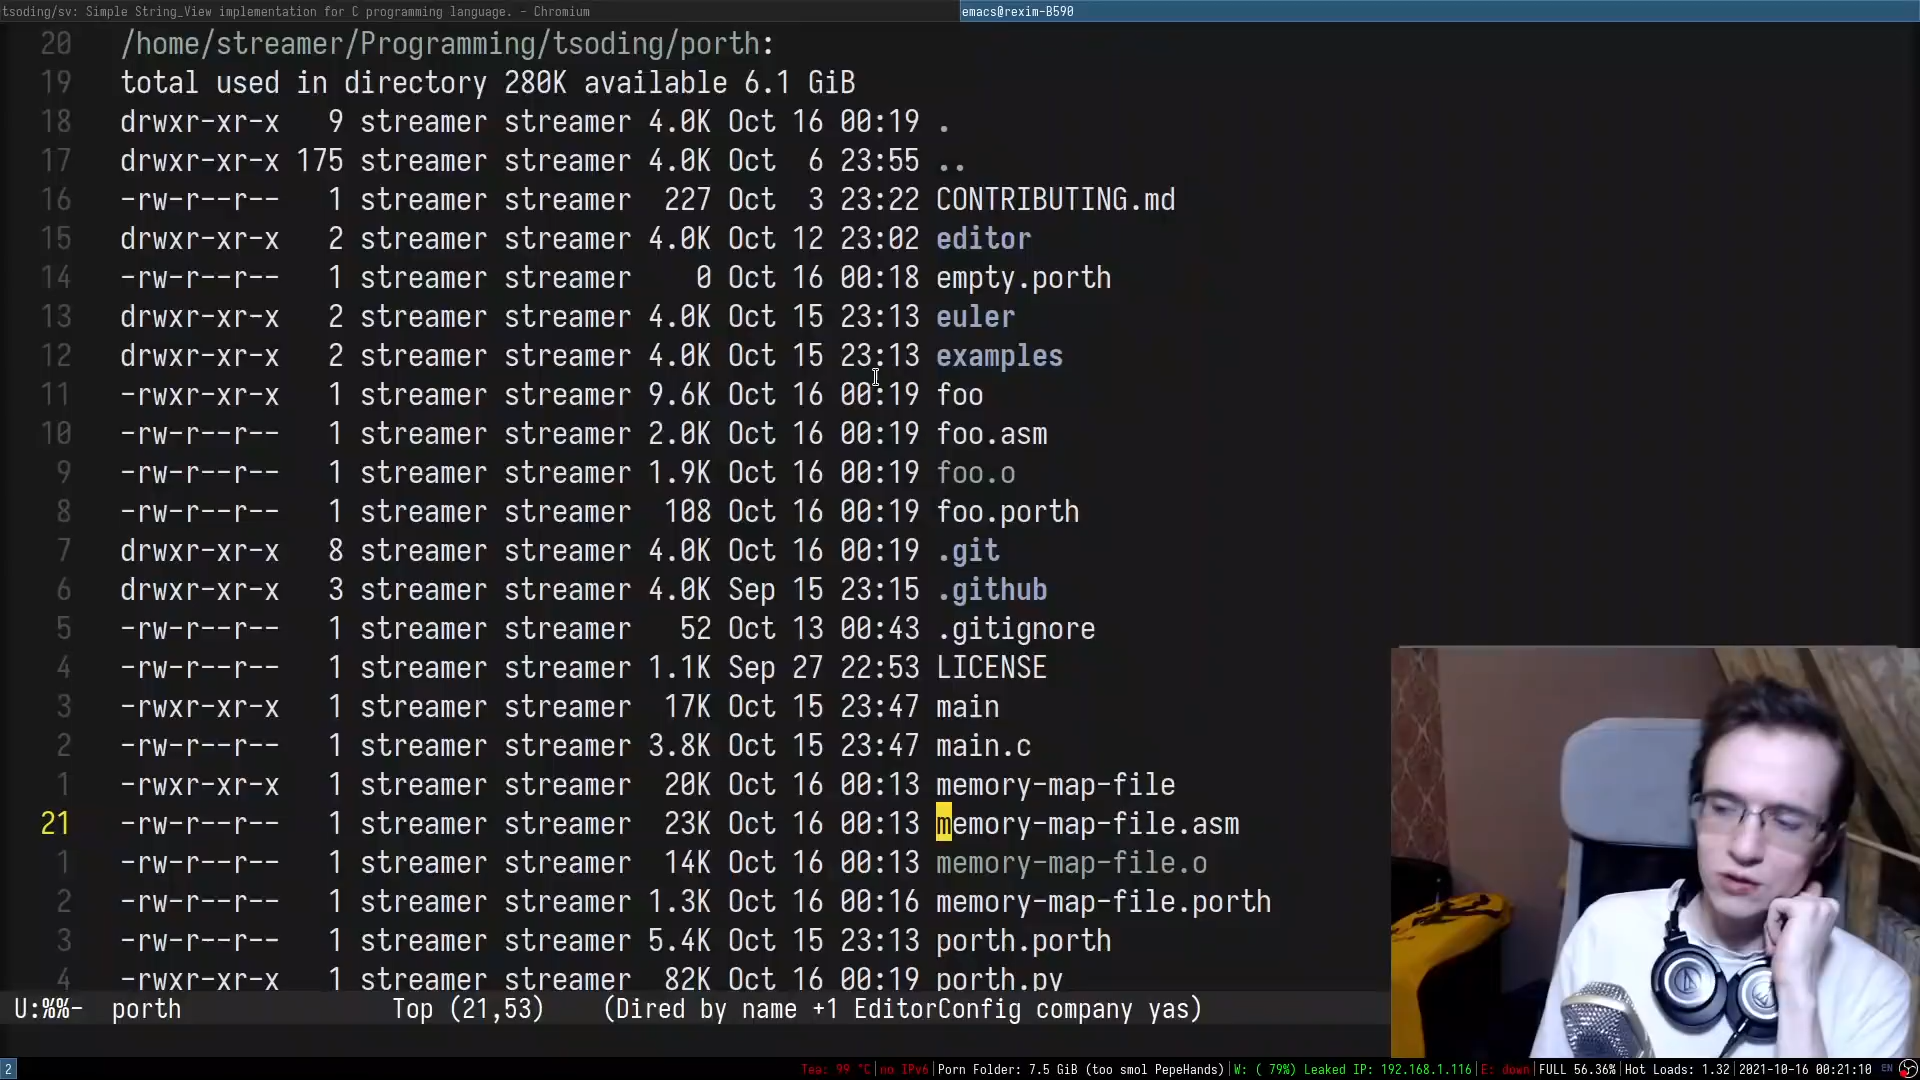 tsoding/sv: Simple String_View implementation for C programming language. - Chromium
emacs@rexim-B590
20 /home/streamer/Programming/tsoding/porth:
19 total used in directory 280K available 6.1 GiB
18 drwxr-xr-x 9 streamer streamer 4.0K Oct 16 00:19 .
17 drwxr-xr-x 175 streamer streamer 4.0K Oct 6 23:55 ..
16 -rw-r--r-- 1 streamer streamer 227 Oct 3 23:22 CONTRIBUTING.md
15 drwxr-xr-x 2 streamer streamer 4.0K Oct 12 23:02 editor
14 -rw-r--r-- 1 streamer streamer 0 Oct 16 00:18 empty.porth
13 drwxr-xr-x 2 streamer streamer 4.0K Oct 15 23:13 euler
12 drwxr-xr-x 2 streamer streamer 4.0K Oct 15 23:13 examples
11 -rwxr-xr-x 1 streamer streamer 9.6K Oct 16 00:19 foo
10 -rw-r--r-- 1 streamer streamer 2.0K Oct 16 00:19 foo.asm
9 -rw-r--r-- 1 streamer streamer 1.9K Oct 16 00:19 foo.o
8 -rw-r--r-- 1 streamer streamer 108 Oct 16 00:19 foo.porth
7 drwxr-xr-x 8 streamer streamer 4.0K Oct 16 00:19 .git
6 drwxr-xr-x 3 streamer streamer 4.0K Sep 15 23:15 .github
5 -rw-r--r-- 1 streamer streamer 52 Oct 13 00:43 .gitignore
4 -rw-r--r-- 1 streamer streamer 1.1K Sep 27 22:53 LICENSE
3 -rwxr-xr-x 1 streamer streamer 17K Oct 15 23:47 main
2 -rw-r--r-- 1 streamer streamer 3.8K Oct 15 23:47 main.c
1 -rwxr-xr-x 1 streamer streamer 20K Oct 16 00:13 memory-map-file
21 -rw-r--r-- 1 streamer streamer 23K Oct 16 00:13 memory-map-file.asm
1 -rw-r--r-- 1 streamer streamer 14K Oct 16 00:13 memory-map-file.o
2 -rw-r--r-- 1 streamer streamer 1.3K Oct 16 00:16 memory-map-file.porth
3 -rw-r--r-- 1 streamer streamer 5.4K Oct 15 23:13 porth.porth
4 -rwxr-xr-x 1 streamer streamer 82K Oct 16 00:19 porth.py
U:%%- porth Top (21,53) (Dired by name +1 EditorConfig company yas)
2 Tea: 99 °C|no IPv6|Porn Folder: 7.5 GiB (too smol PepeHands)|W: ( 79%) Leaked IP: 192.168.1.116|E: down|FULL 56.36%|Hot Loads: 1.32|2021-10-16 00:21:10 EN